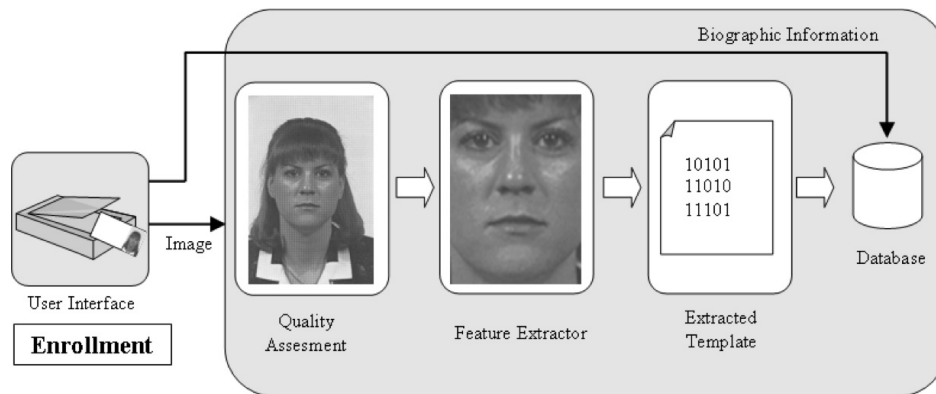 Biographic Information
10101
11010
11101
Image
User Interface
Enrollment
Quality
Assesment
Feature Extractor
Extracted
Template
Database